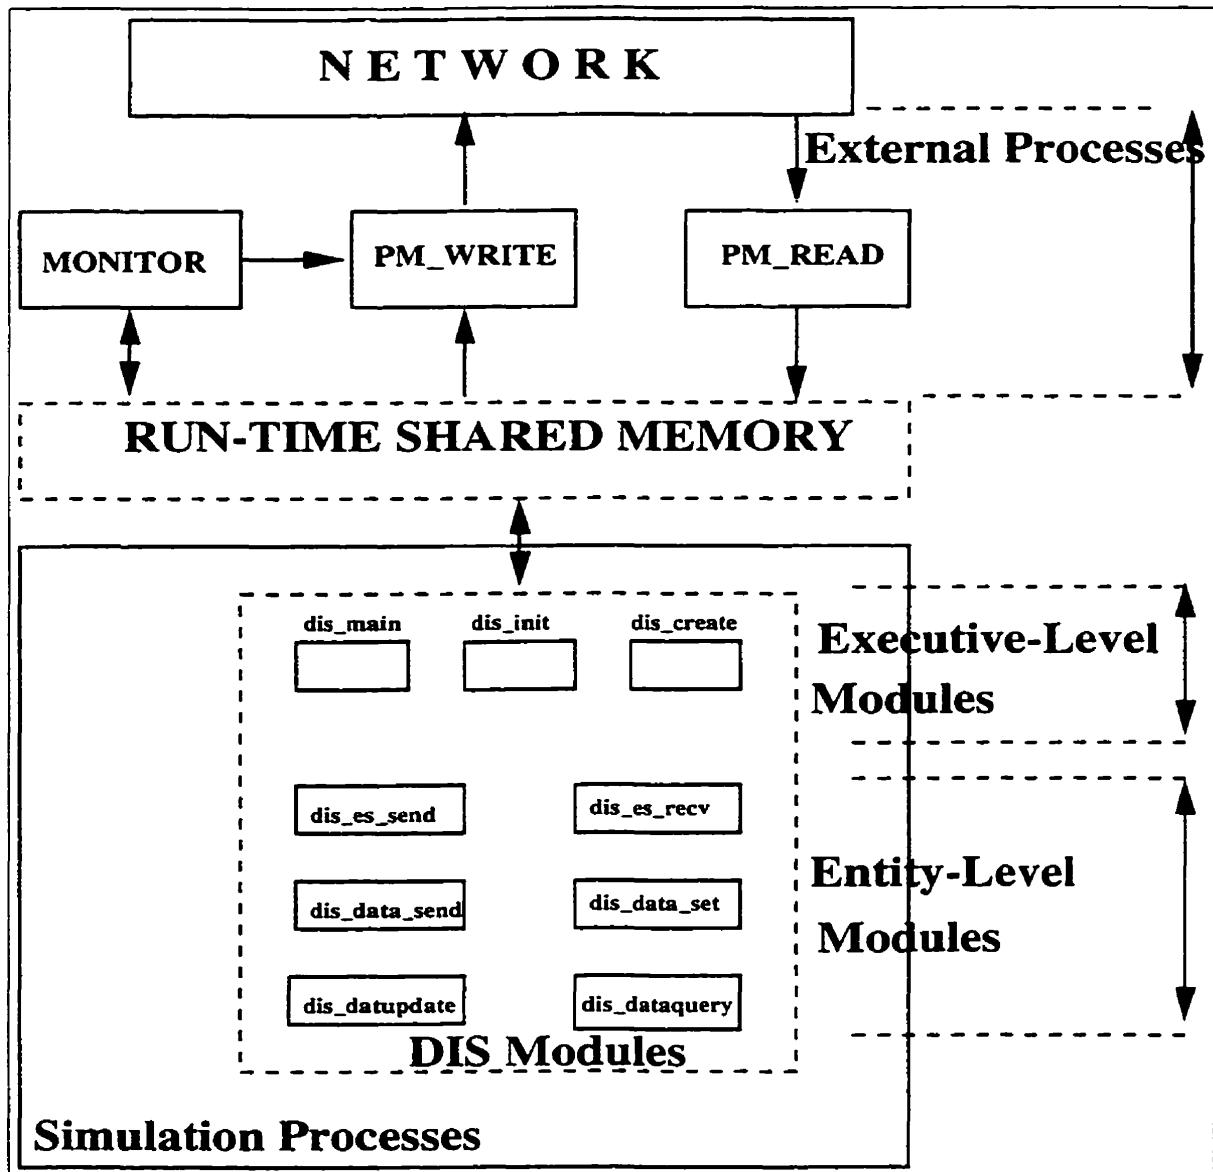 NETWORK
External Processes
MONITOR
PM_WRITE
PM_READ
RUN-TIME SHARED MEMORY
dis_main
dis_init
dis_create
Executive-Level
Modules
dis_es_send
dis_es_recv
Entity-Level
Modules
dis_data_send
dis_data_set
dis_datupdate
dis_dataquery
DIS Modules
Simulation Processes